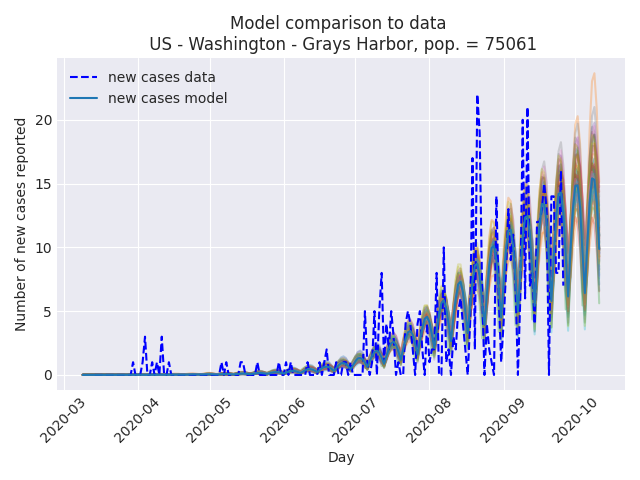 Model comparison to data
US - Washington - Grays Harbor, pop. = 75061
new cases data
new cases model
Number of new cases reported
20
15
10
5
0
2020-03
2020-04
2020-05
2020-06
2020-07
2020-08
2020-09
2020-10
Day